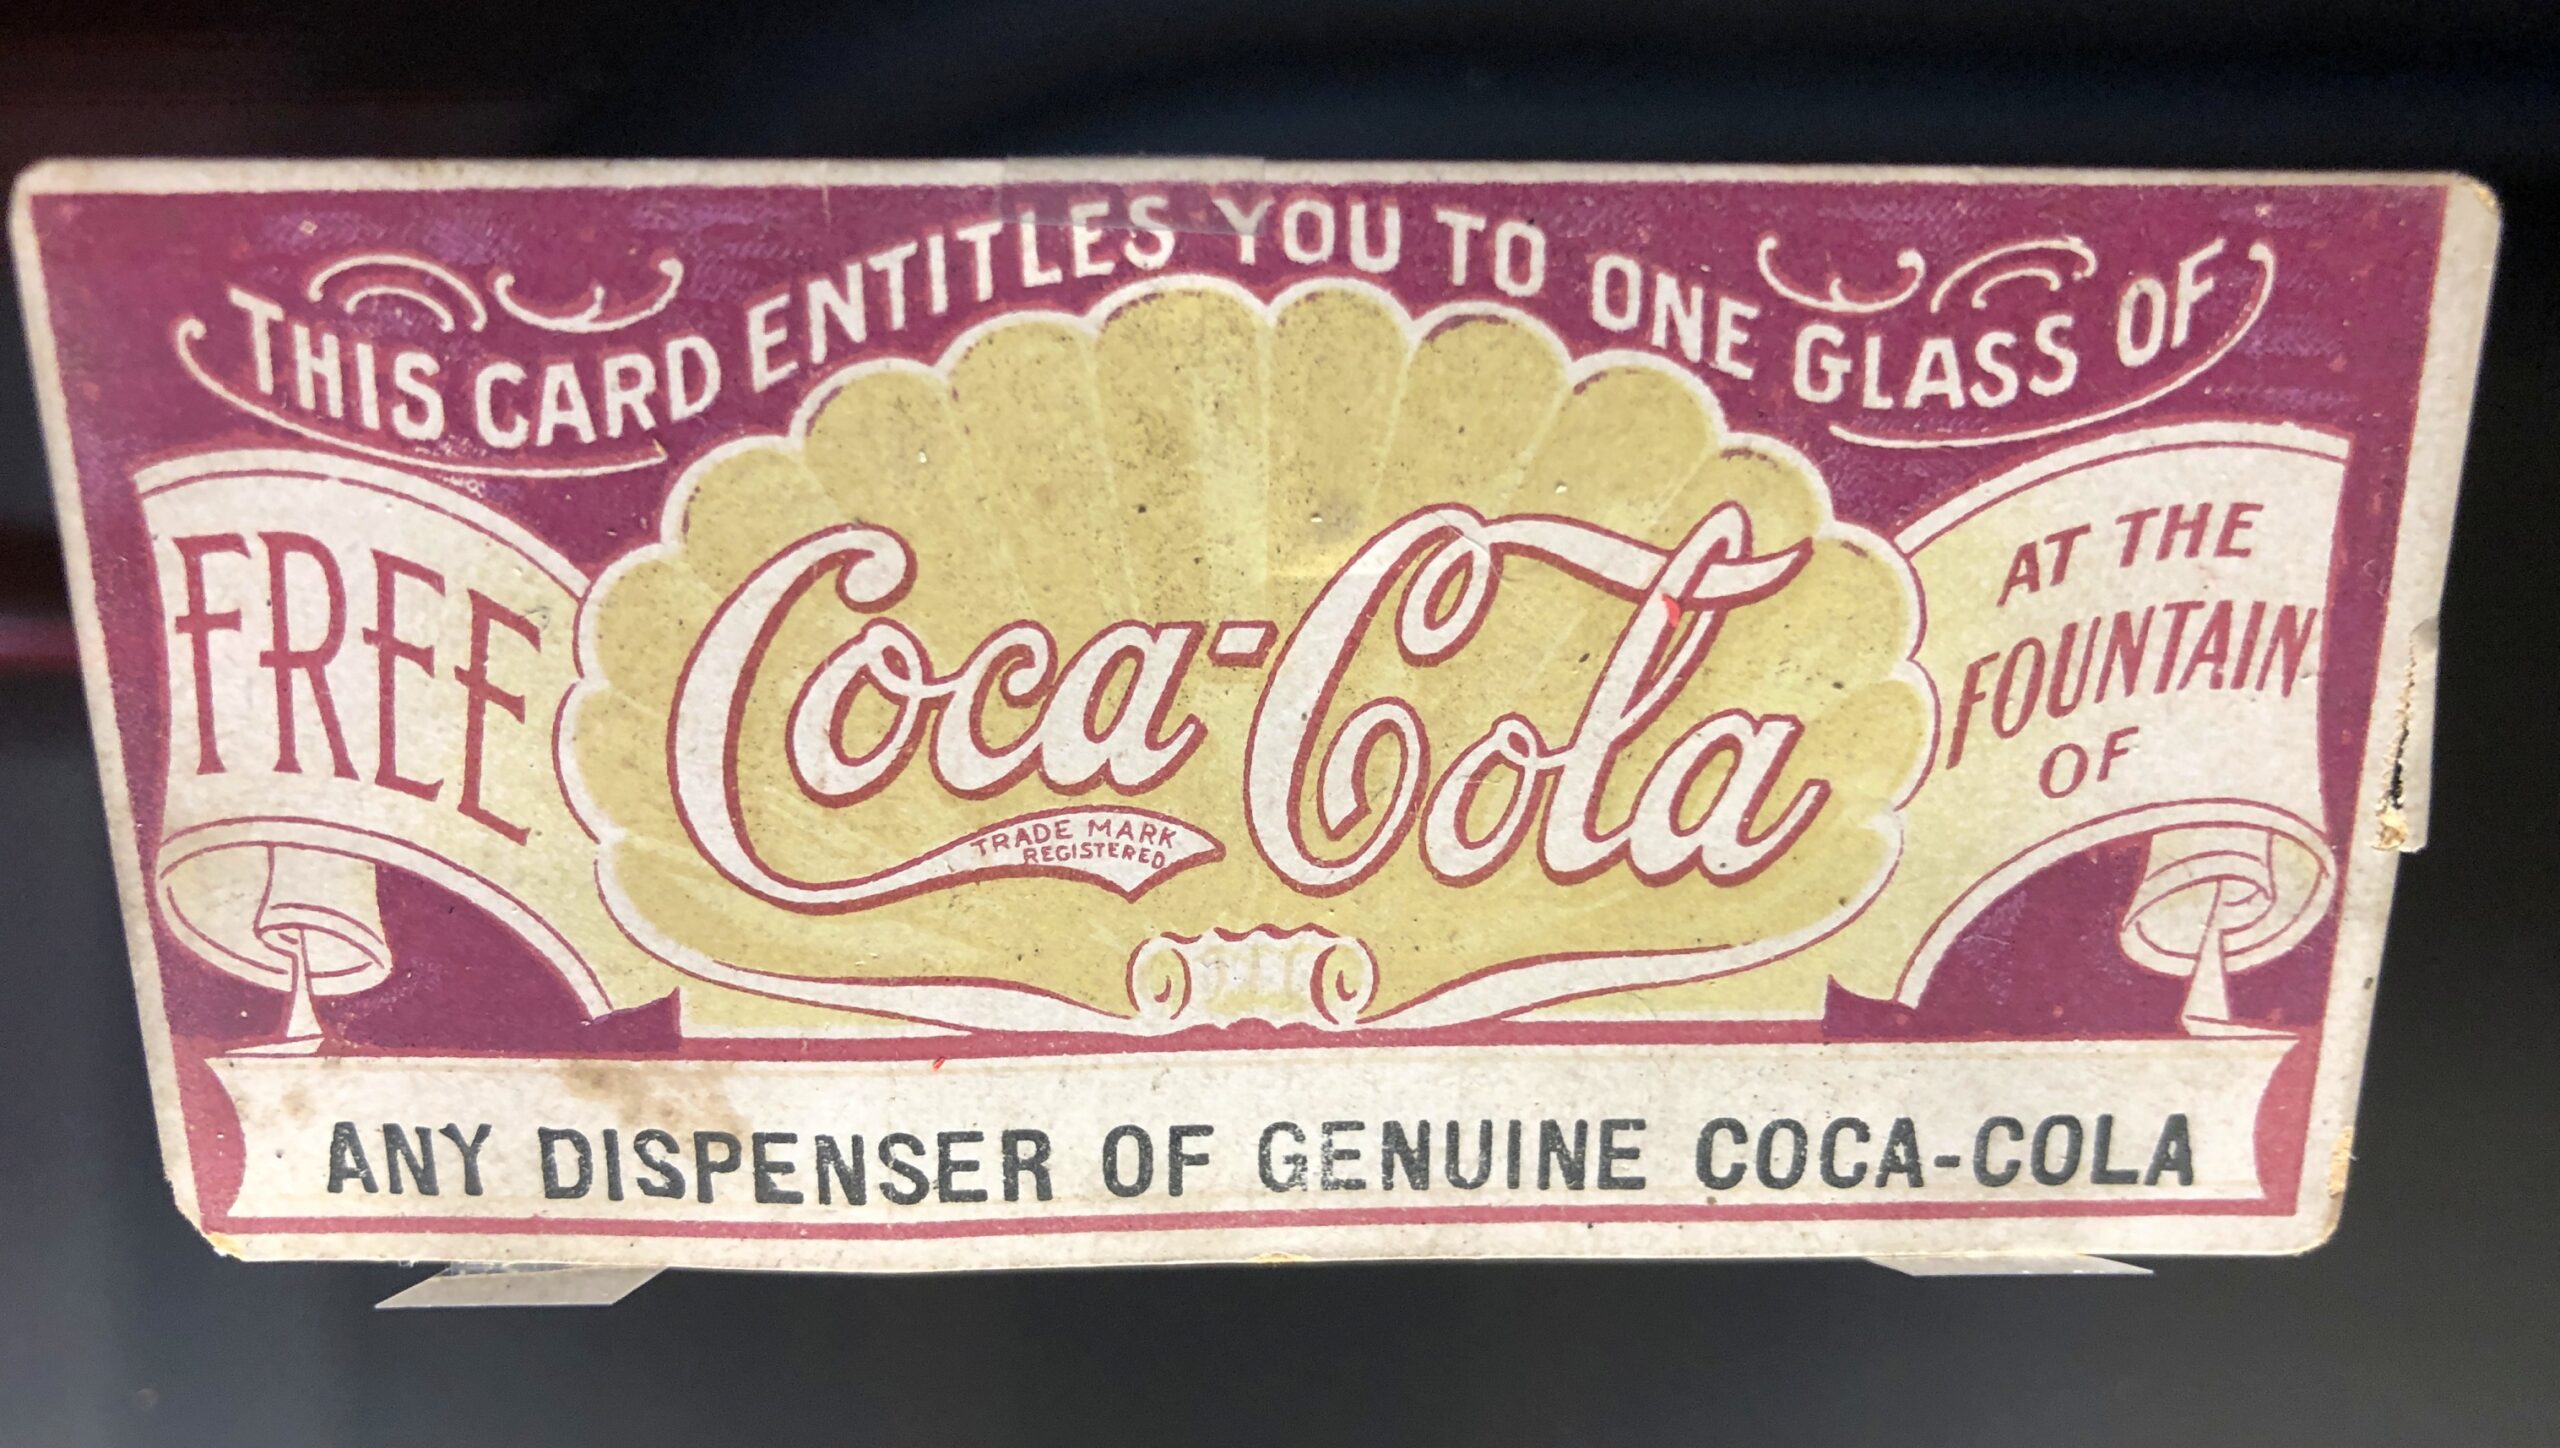 THIS CARD ENTITLES YOU TO ONE GLASS OF
FREE
Coca-Cola
TRADE MARK
REGISTERED
AT THE
FOUNTAIN
OF
ANY DISPENSER OF GENUINE COCA-COLA